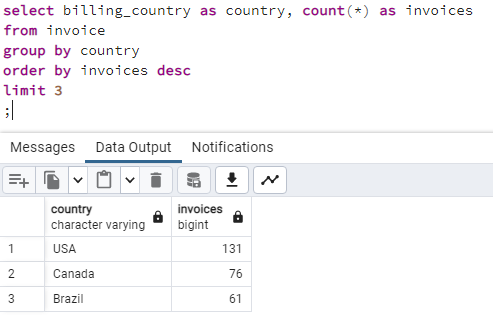 select billing_country as country, count(*) as invoices
from invoice
group by country
order by invoices desc
limit 3
;
Messages Data Output Notifications
country invoices
character varying bigint
1 USA 131
2 Canada 76
3 Brazil 61